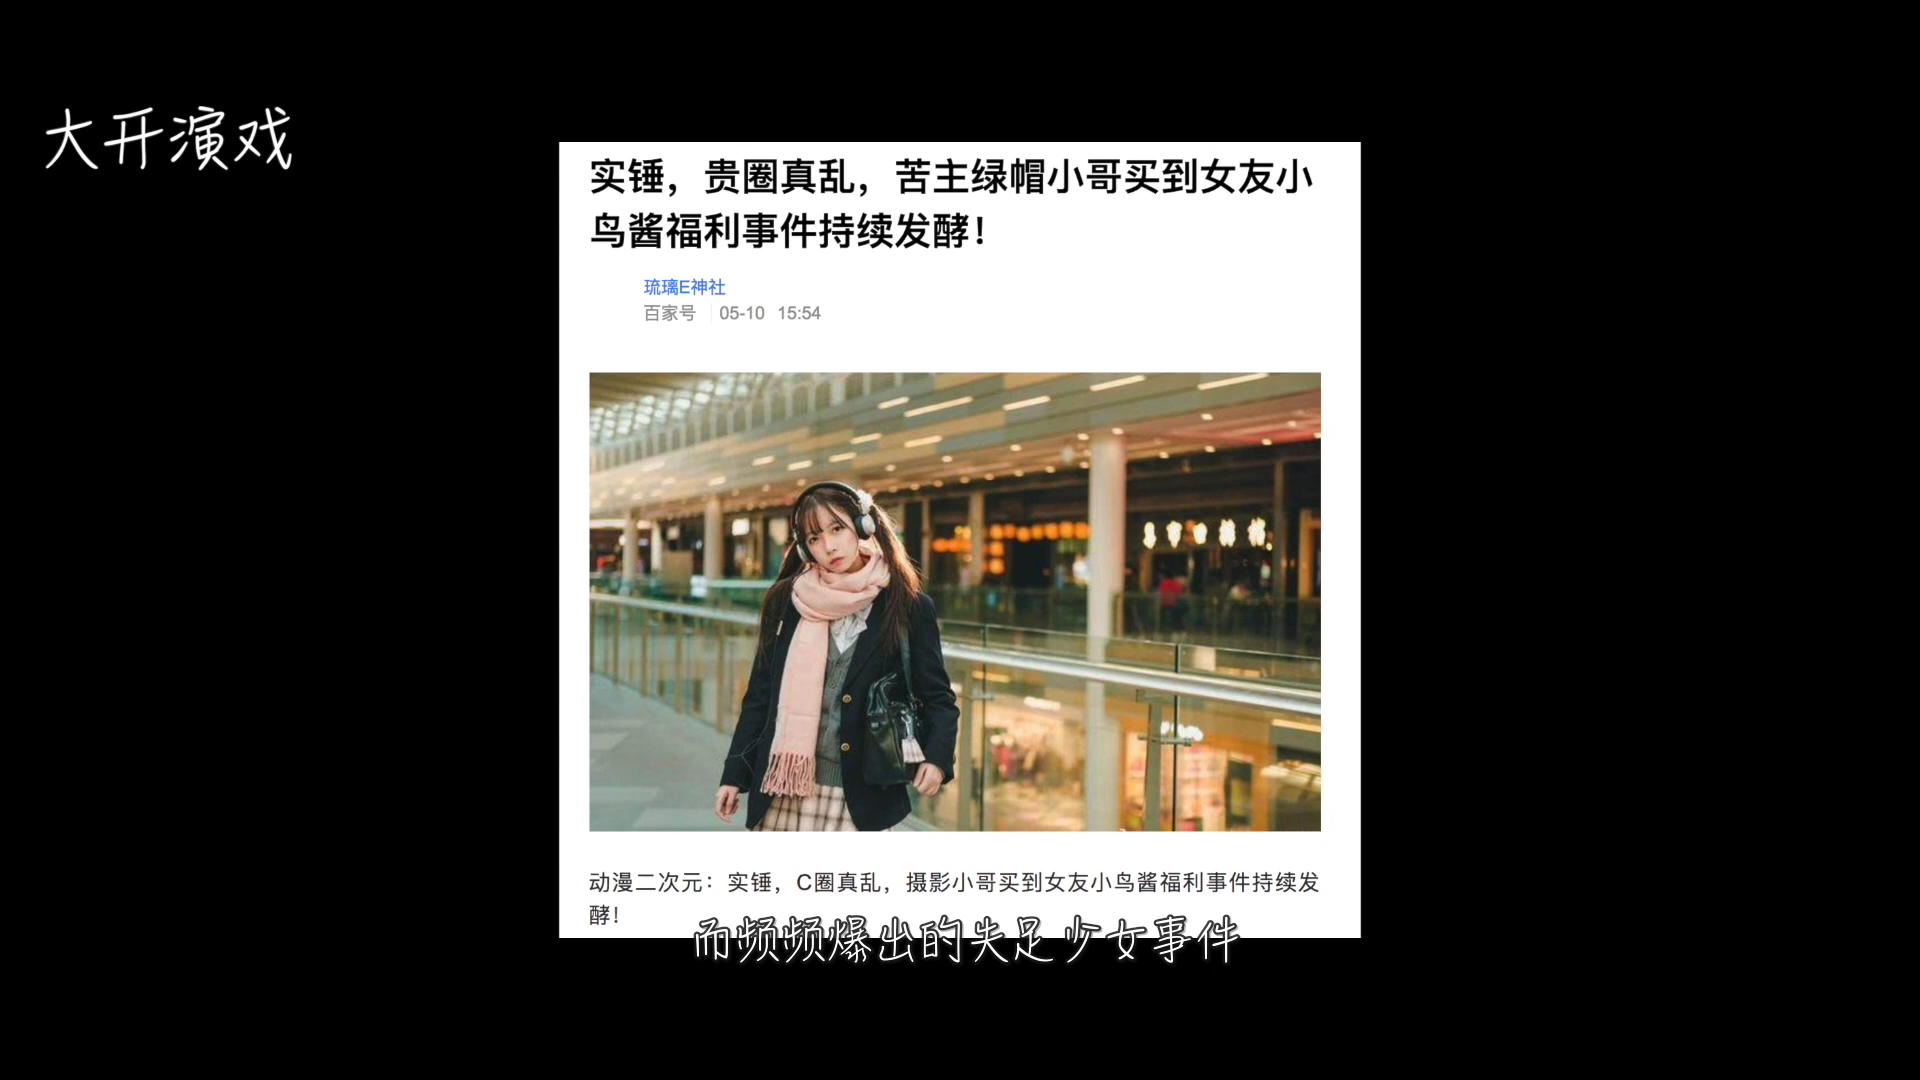 大开演戏
实锤，贵圈真乱，苦主绿帽小哥买到女友小
鸟酱福利事件持续发酵！
琉璃E神社
百家号 05-10 15:54
动漫二次元：实锤，C圈真乱，摄影小哥买到女友小鸟酱福利事件持续发
酵！
而频频爆出的失足少女事件